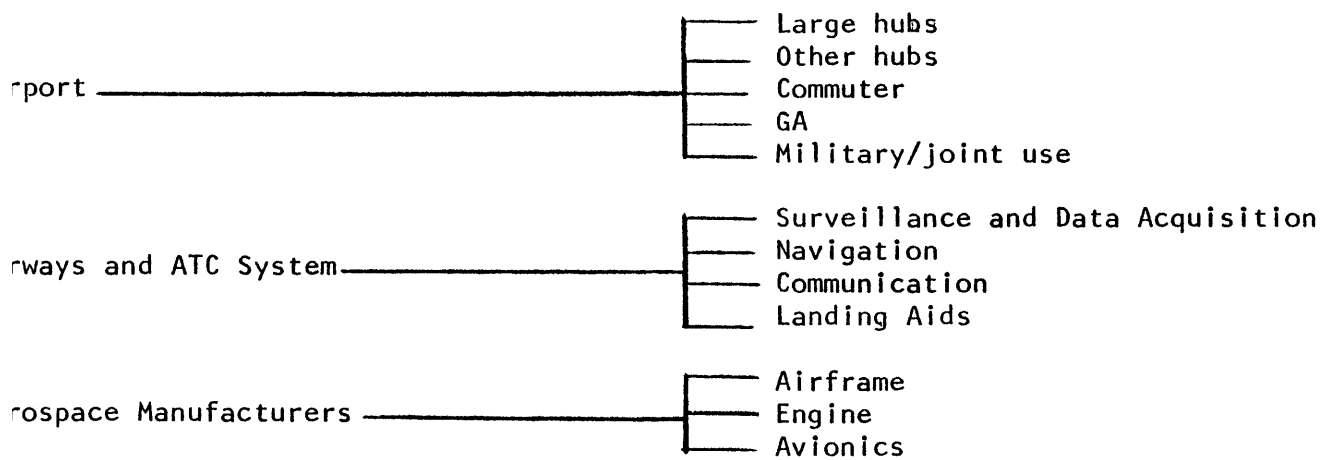 Large hubs
Other hubs
rport
Commuter
GA
Military/joint use
Surveillance and Data Acquisition
Navigation
rways and ATC System
Communication
Landing Aids
Airframe
rospace Manufacturers
Engine
Avionics